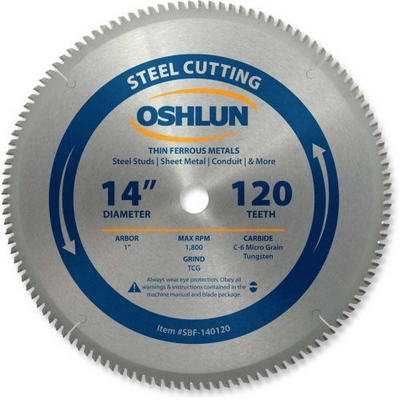 STEEL CUTTING
OSHLUN
THIN FERROUS METALS
Steel Studs | Sheet Metal | Conduit | & More
14" DIAMETER
120 TEETH
ARBOR
1"
MAX RPM
1,800
CARBIDE
C-6 Micro Grain
Tungsten
GRIND
TCG
Always wear eye protection. Obey all
warnings & instructions contained in the
machine manual and blade package.
Item #SBF-140120